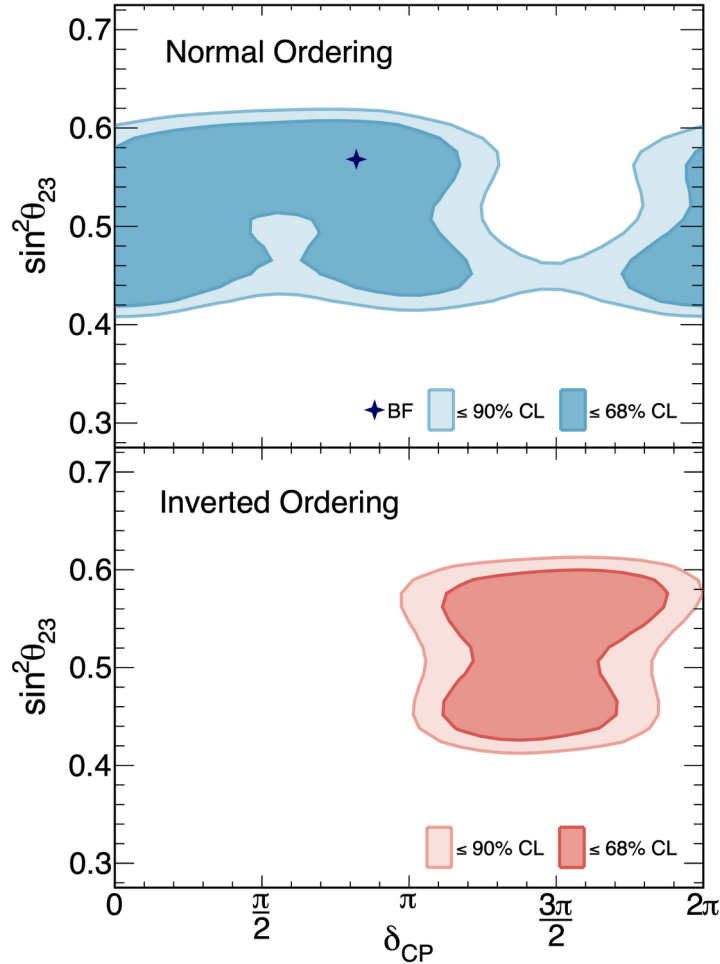 0.7
Normal Ordering
0.6
sin²θ₂₃
0.5
0.4
BF ≤ 90% CL ≤ 68% CL
0.3
0.7
Inverted Ordering
0.6
sin²θ₂₃
0.5
0.4
≤ 90% CL ≤ 68% CL
0.3
0 π/2 π 3π/2 2π
δCP